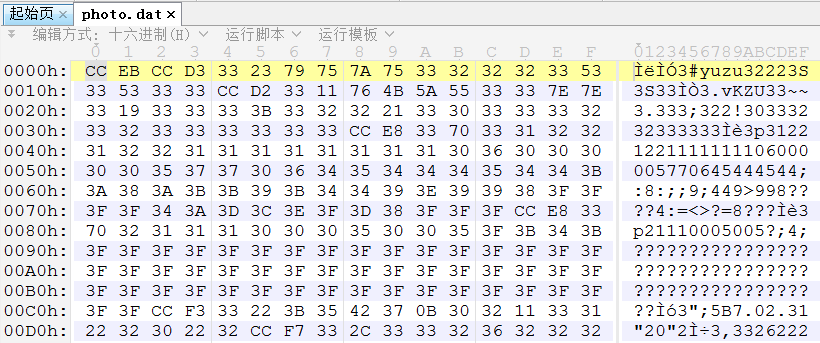 起始页 × photo.dat ×
编辑方式: 十六进制(H) 运行脚本 运行模板
0 1 2 3 4 5 6 7 8 9 A B C D E F 0123456789ABCDEF
0000h: CC EB CC D3 33 23 79 75 7A 75 33 32 32 32 33 53 ÌëÌÓ3#yuzu32223S
0010h: 33 53 33 33 CC D2 33 11 76 4B 5A 55 33 33 7E 7E 3S33ÌÒ3.vKZU33~~
0020h: 33 19 33 33 33 3B 33 32 32 21 33 30 33 33 33 32 3.333;322!303332
0030h: 33 32 33 33 33 33 33 33 CC E8 33 70 33 31 32 32 32333333Ìè3p3122
0040h: 31 32 32 31 31 31 31 31 31 31 31 30 36 30 30 30 1221111111106000
0050h: 30 30 35 37 37 30 36 34 35 34 34 34 35 34 34 3B 005770645444544;
0060h: 3A 38 3A 3B 3B 39 3B 34 34 39 3E 39 39 38 3F 3F :8:;;9;449>998??
0070h: 3F 3F 34 3A 3D 3C 3E 3F 3D 38 3F 3F 3F CC E8 33 ??4:=<>?=8???Ìè3
0080h: 70 32 31 31 31 30 30 30 35 30 30 35 3F 3B 34 3B p21110005005?;4;
0090h: 3F 3F 3F 3F 3F 3F 3F 3F 3F 3F 3F 3F 3F 3F 3F 3F ????????????????
00A0h: 3F 3F 3F 3F 3F 3F 3F 3F 3F 3F 3F 3F 3F 3F 3F 3F ????????????????
00B0h: 3F 3F 3F 3F 3F 3F 3F 3F 3F 3F 3F 3F 3F 3F 3F 3F ????????????????
00C0h: 3F 3F CC F3 33 22 3B 35 42 37 0B 30 32 11 33 31 ??Ìó3";5B7.02.31
00D0h: 22 32 30 22 32 CC F7 33 2C 33 33 32 36 32 32 32 "20"2Ì÷3,3326222